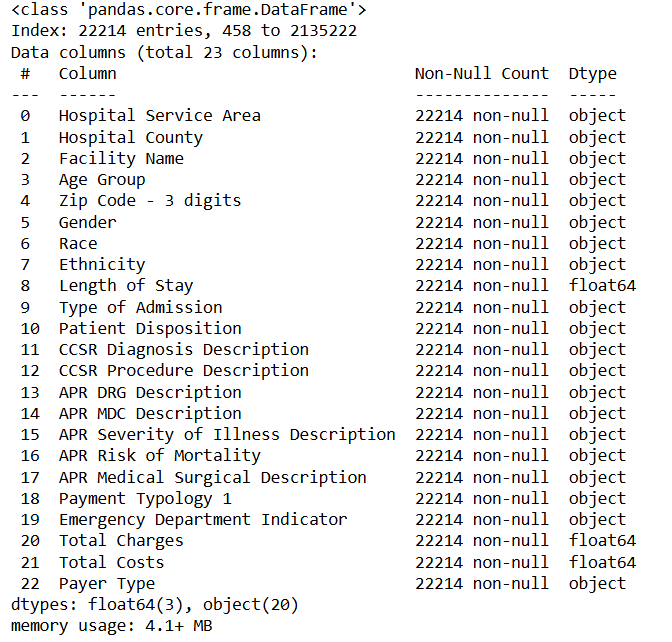 <class 'pandas.core.frame.DataFrame'>
Index: 22214 entries, 458 to 2135222
Data columns (total 23 columns):
 #   Column                               Non-Null Count  Dtype
---  ------                               --------------  -----
 0   Hospital Service Area                22214 non-null  object
 1   Hospital County                      22214 non-null  object
 2   Facility Name                        22214 non-null  object
 3   Age Group                            22214 non-null  object
 4   Zip Code - 3 digits                  22214 non-null  object
 5   Gender                               22214 non-null  object
 6   Race                                 22214 non-null  object
 7   Ethnicity                            22214 non-null  object
 8   Length of Stay                       22214 non-null  float64
 9   Type of Admission                    22214 non-null  object
 10  Patient Disposition                  22214 non-null  object
 11  CCSR Diagnosis Description           22214 non-null  object
 12  CCSR Procedure Description           22214 non-null  object
 13  APR DRG Description                  22214 non-null  object
 14  APR MDC Description                  22214 non-null  object
 15  APR Severity of Illness Description  22214 non-null  object
 16  APR Risk of Mortality                22214 non-null  object
 17  APR Medical Surgical Description     22214 non-null  object
 18  Payment Typology 1                   22214 non-null  object
 19  Emergency Department Indicator       22214 non-null  object
 20  Total Charges                        22214 non-null  float64
 21  Total Costs                          22214 non-null  float64
 22  Payer Type                           22214 non-null  object
dtypes: float64(3), object(20)
memory usage: 4.1+ MB